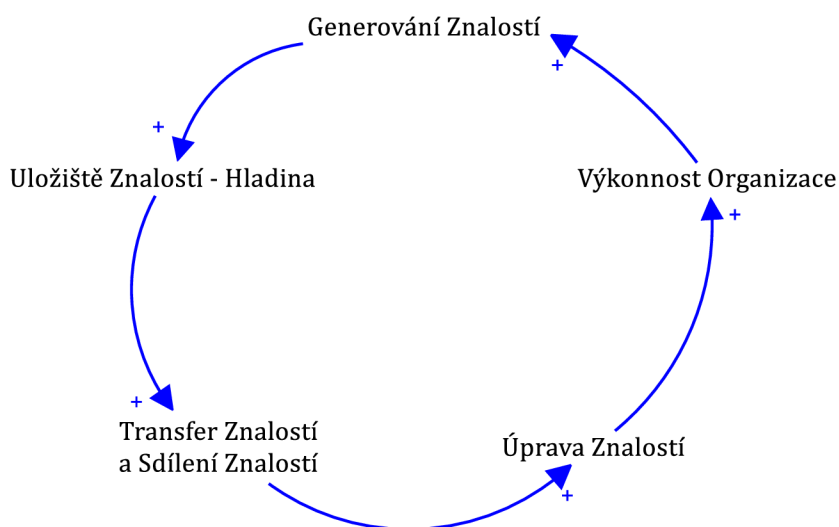 Generování Znalostí
+
+
Uložiště Znalostí - Hladina
Výkonnost Organizace
+
+
Transfer Znalostí
a Sdílení Znalostí
Úprava Znalostí
+